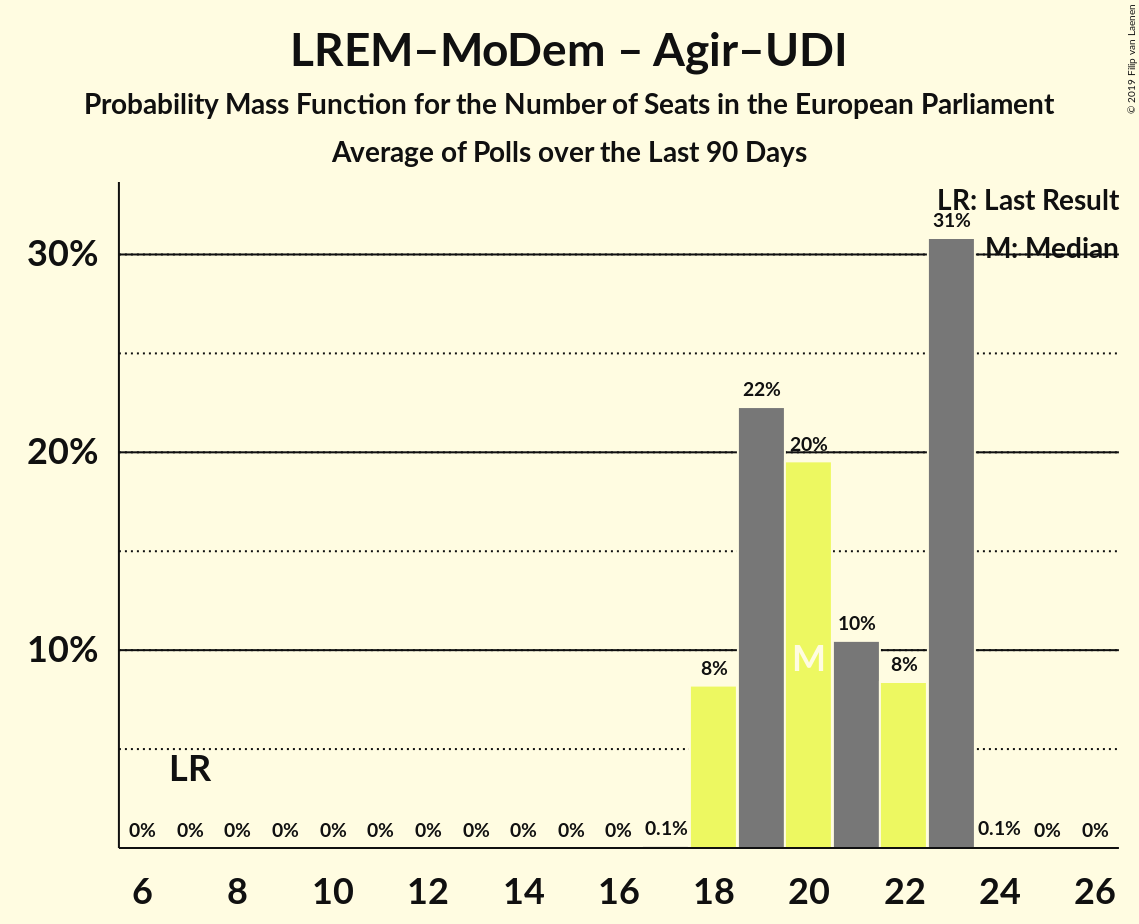 LREM–MoDem – Agir–UDI
Probability Mass Function for the Number of Seats in the European Parliament
Average of Polls over the Last 90 Days
© 2019 Filip van Laenen
LR: Last Result
M: Median
30%
20%
10%
31%
22%
20%
10%
8%
8%
M
LR
0% 0% 0% 0% 0% 0% 0% 0% 0% 0% 0% 0.1% 0.1% 0% 0%
6 8 10 12 14 16 18 20 22 24 26